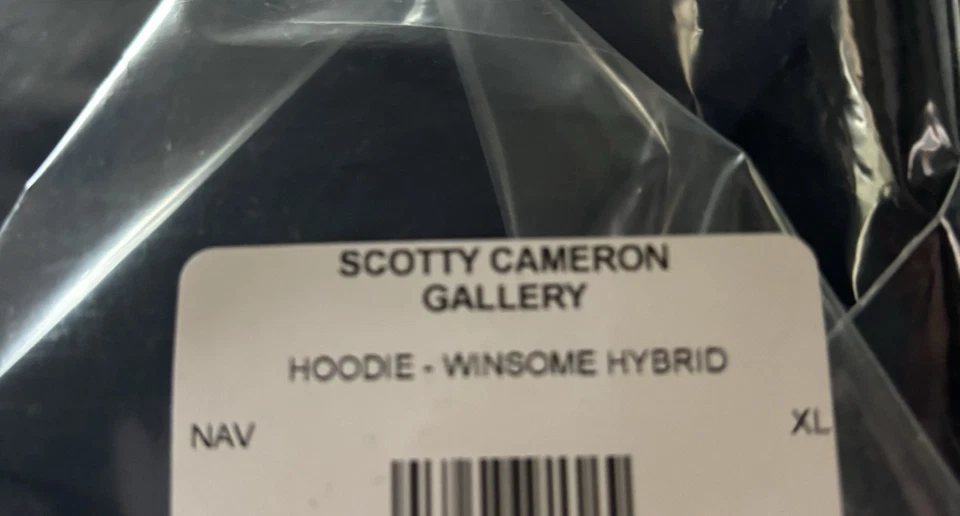 SCOTTY CAMERON
GALLERY
HOODIE - WINSOME HYBRID
NAV XL